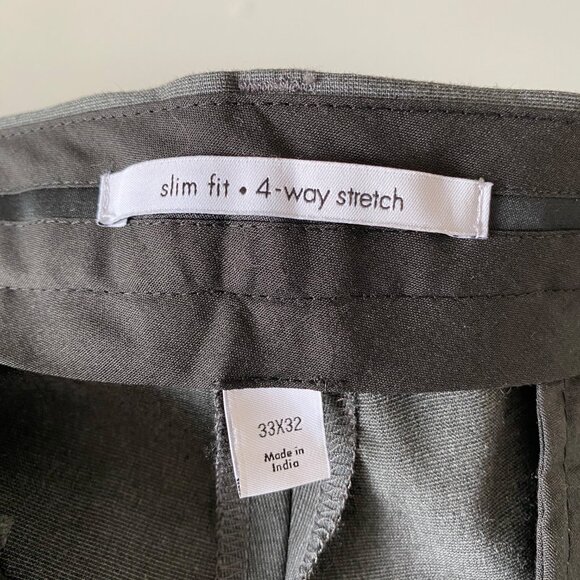 slim fit • 4-way stretch
33X32
Made in
India